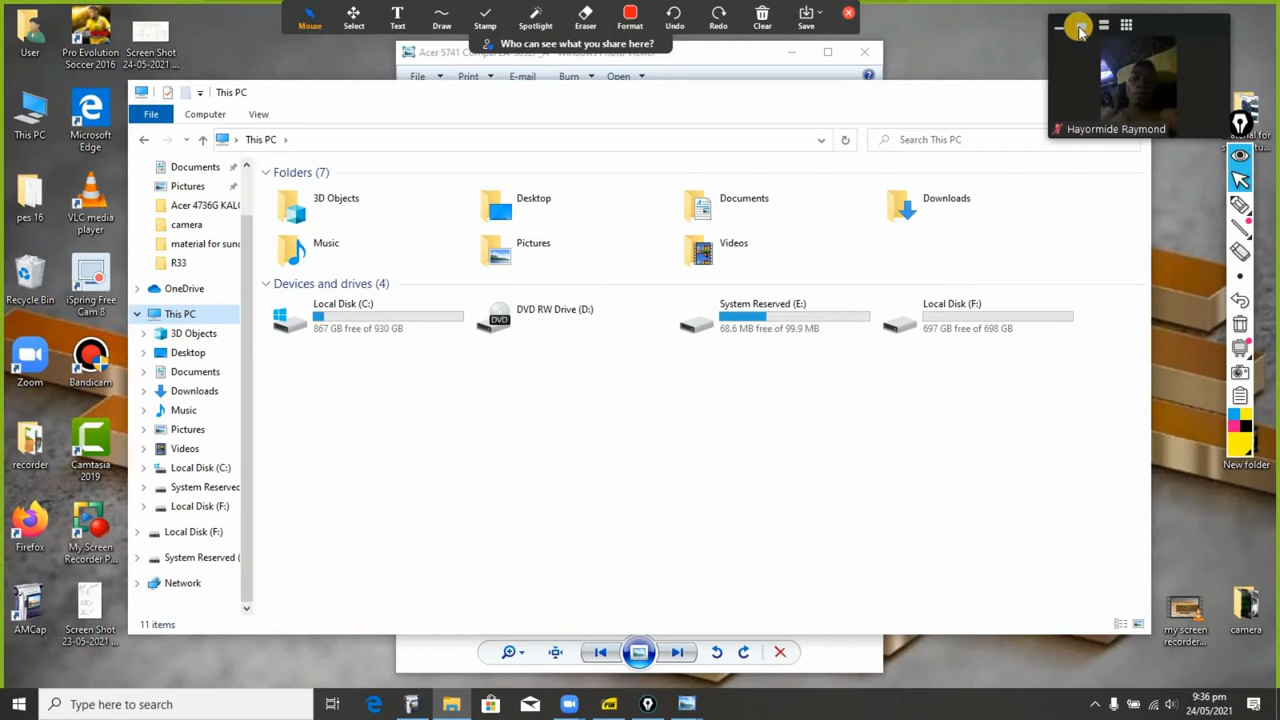 User
Pro Evolution
Soccer 2016
Screen Shot
24-05-2021 ...
Mouse
Select
Text
Draw
Stamp
Spotlight
Eraser
Format
Undo
Redo
Clear
Save
Who can see what you share here?
Acer 5741
File
Print
E-mail
Burn
Open
This PC
File
Computer
View
This PC
Search This PC
Hayormide Raymond
This PC
Microsoft
Edge
pes 16
VLC media
player
Recycle Bin
iSpring Free
Cam 8
Zoom
Bandicam
recorder
Camtasia
2019
Firefox
My Screen
Recorder P...
AMCap
Screen Shot
23-05-2021 ...
Documents
Pictures
Acer 4736G KALC
camera
material for sund
R33
OneDrive
This PC
3D Objects
Desktop
Documents
Downloads
Music
Pictures
Videos
Local Disk (C:)
System Reserved
Local Disk (F:)
Local Disk (F:)
System Reserved (
Network
Folders (7)
3D Objects
Desktop
Documents
Downloads
Music
Pictures
Videos
Devices and drives (4)
Local Disk (C:)
867 GB free of 930 GB
DVD RW Drive (D:)
DVD
System Reserved (E:)
68.6 MB free of 99.9 MB
Local Disk (F:)
697 GB free of 698 GB
11 items
New folder
my screen
recorder...
camera
Type here to search
9:36 pm
24/05/2021